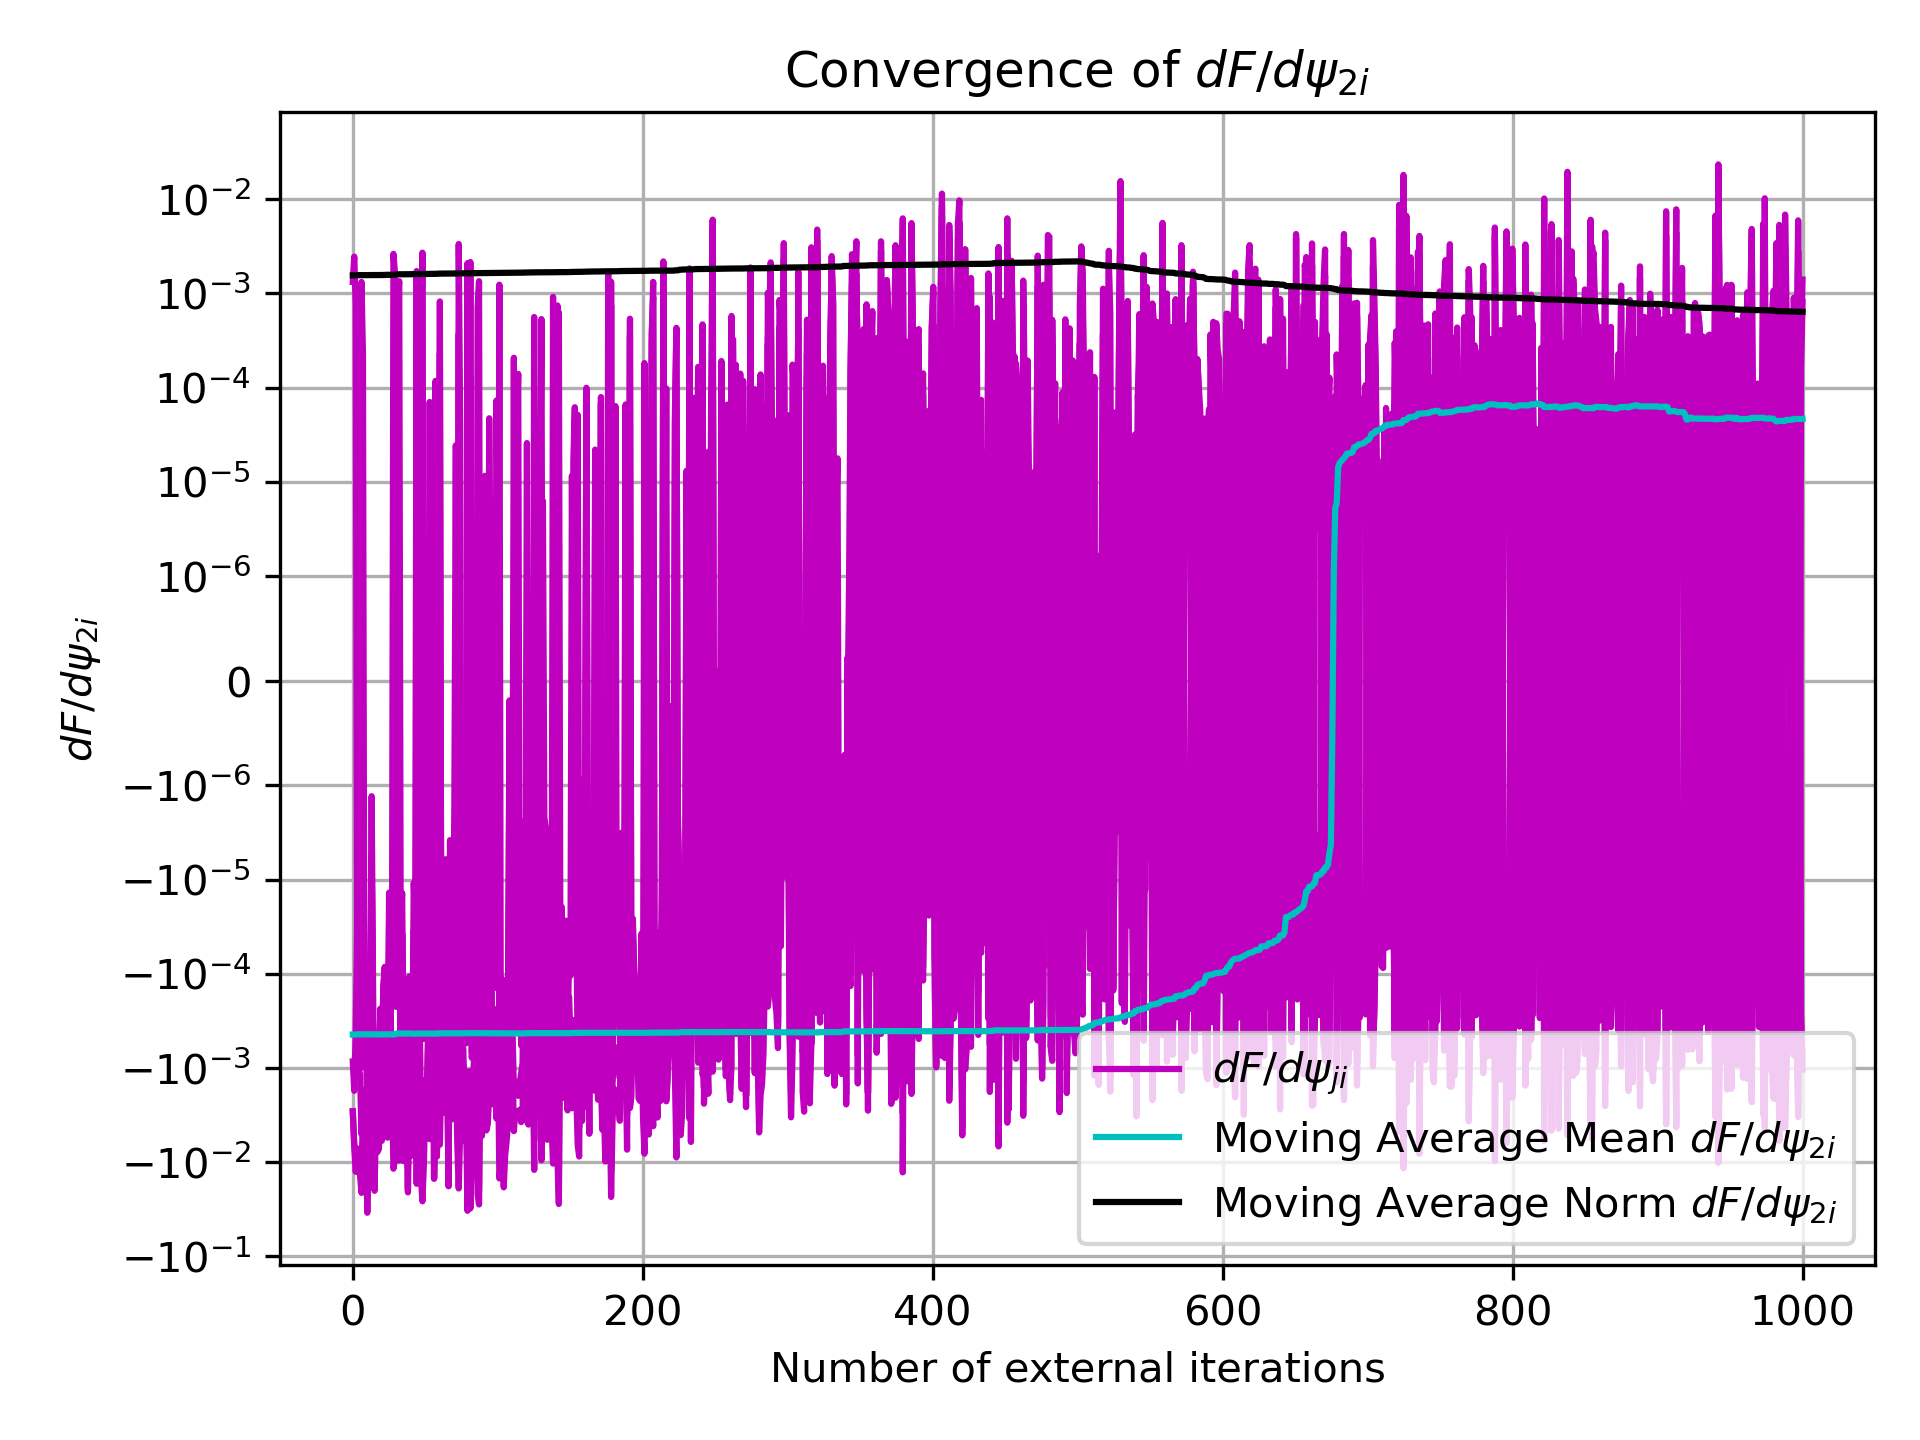 Convergence of dF/dψ₂ᵢ
dF/dψ₂ᵢ
10⁻²
10⁻³
10⁻⁴
10⁻⁵
10⁻⁶
0
−10⁻⁶
−10⁻⁵
−10⁻⁴
−10⁻³
−10⁻²
−10⁻¹
dF/dψⱼᵢ
Moving Average Mean dF/dψ₂ᵢ
Moving Average Norm dF/dψ₂ᵢ
0 200 400 600 800 1000
Number of external iterations